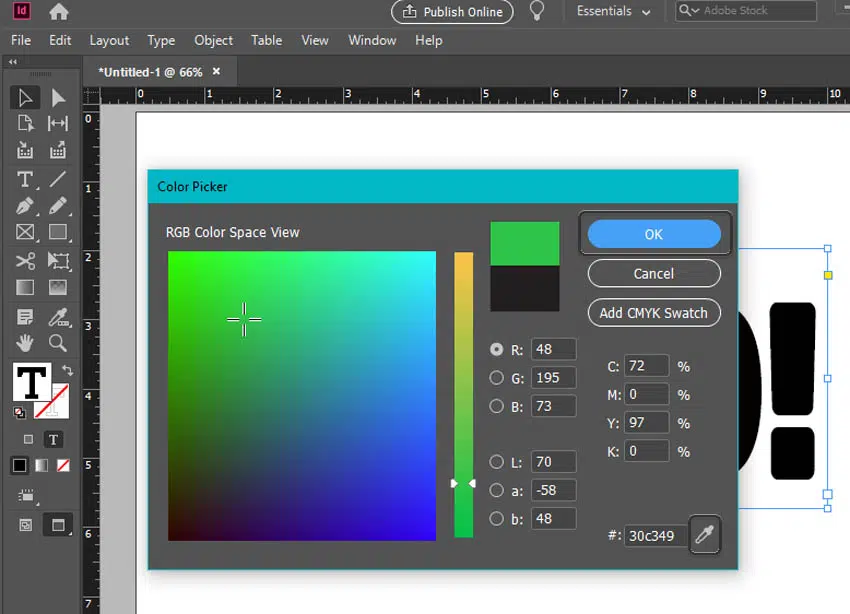 Id
Publish Online
Essentials
Adobe Stock
File Edit Layout Type Object Table View Window Help
*Untitled-1 @ 66% ×
0 1 2 3 4 5 6 7 8 9 10
0
1
2
3
4
5
6
7
Color Picker
RGB Color Space View
OK
Cancel
Add CMYK Swatch
R: 48
G: 195
B: 73
C: 72 %
M: 0 %
Y: 97 %
K: 0 %
L: 70
a: -58
b: 48
#: 30c349
T
T
T
!